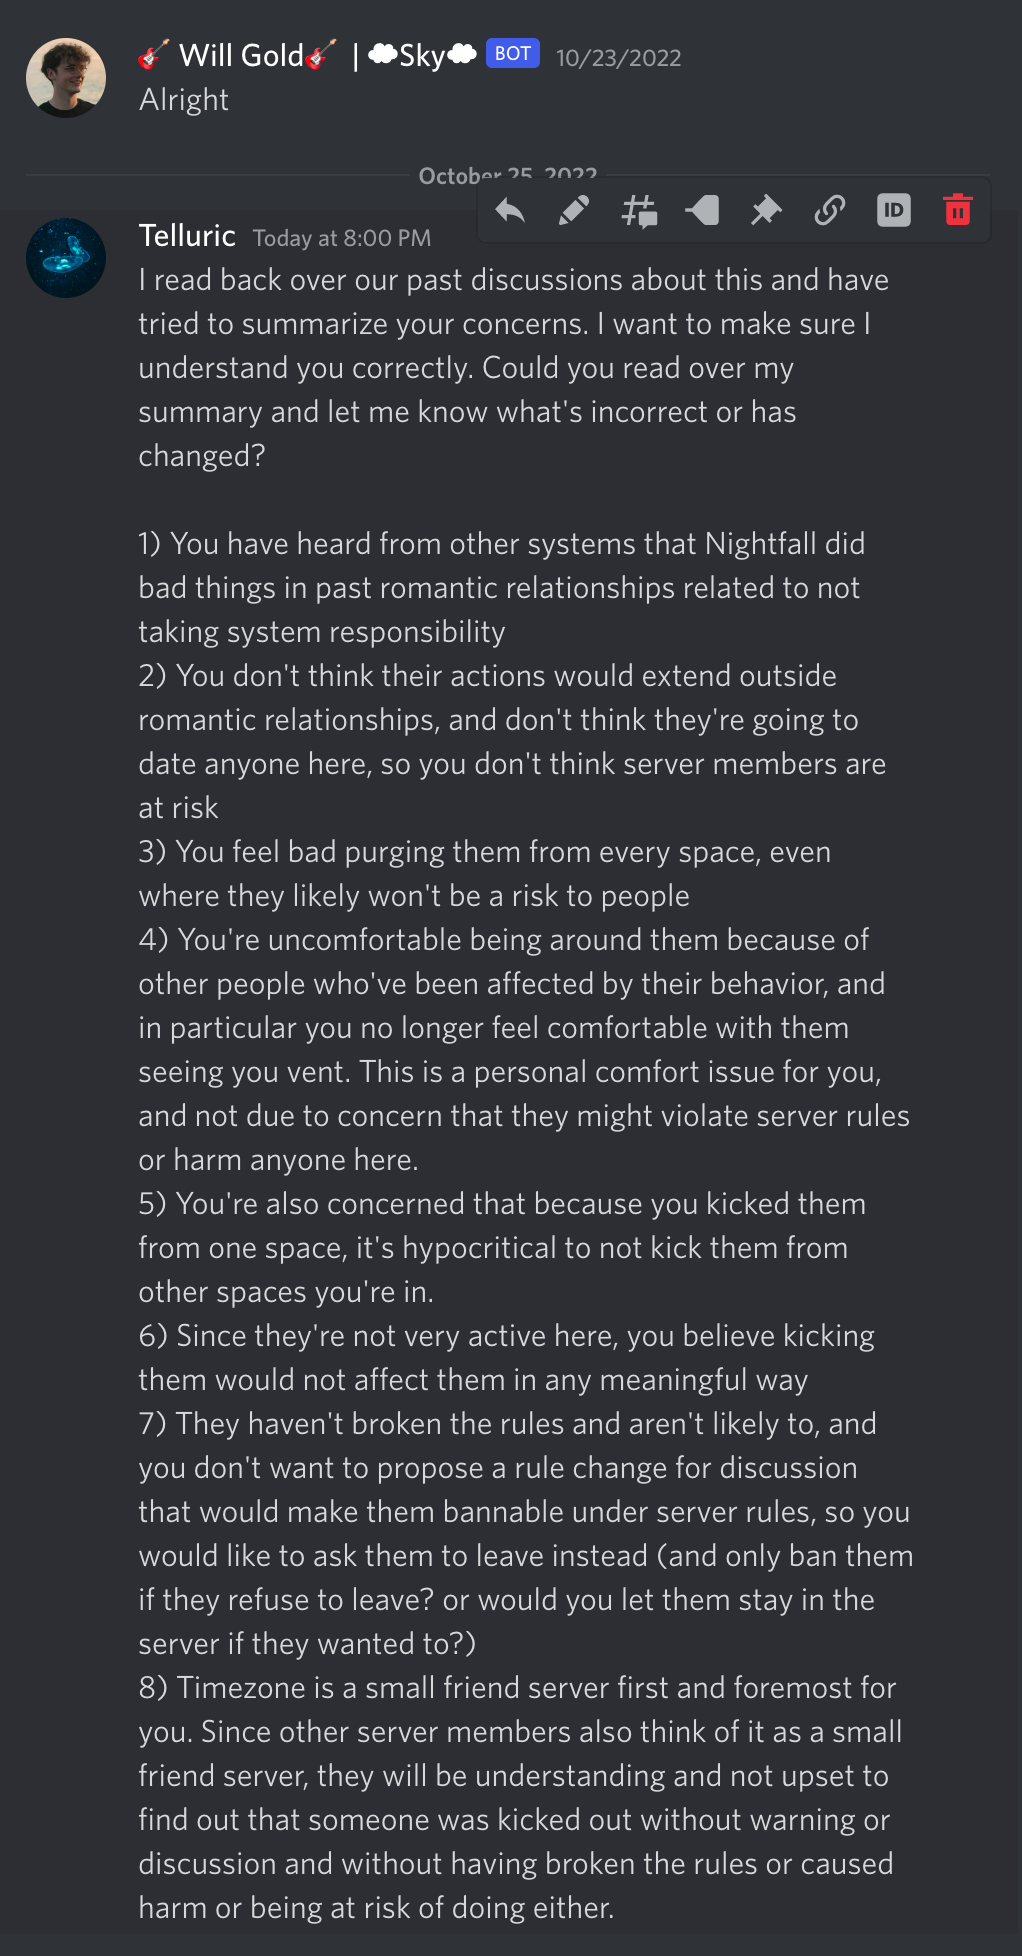 🎸 Will Gold🎸 | ☁Sky☁ BOT 10/23/2022
Alright
October 25, 2022
Telluric Today at 8:00 PM
ID
I read back over our past discussions about this and have
tried to summarize your concerns. I want to make sure I
understand you correctly. Could you read over my
summary and let me know what's incorrect or has
changed?
1) You have heard from other systems that Nightfall did
bad things in past romantic relationships related to not
taking system responsibility
2) You don't think their actions would extend outside
romantic relationships, and don't think they're going to
date anyone here, so you don't think server members are
at risk
3) You feel bad purging them from every space, even
where they likely won't be a risk to people
4) You're uncomfortable being around them because of
other people who've been affected by their behavior, and
in particular you no longer feel comfortable with them
seeing you vent. This is a personal comfort issue for you,
and not due to concern that they might violate server rules
or harm anyone here.
5) You're also concerned that because you kicked them
from one space, it's hypocritical to not kick them from
other spaces you're in.
6) Since they're not very active here, you believe kicking
them would not affect them in any meaningful way
7) They haven't broken the rules and aren't likely to, and
you don't want to propose a rule change for discussion
that would make them bannable under server rules, so you
would like to ask them to leave instead (and only ban them
if they refuse to leave? or would you let them stay in the
server if they wanted to?)
8) Timezone is a small friend server first and foremost for
you. Since other server members also think of it as a small
friend server, they will be understanding and not upset to
find out that someone was kicked out without warning or
discussion and without having broken the rules or caused
harm or being at risk of doing either.